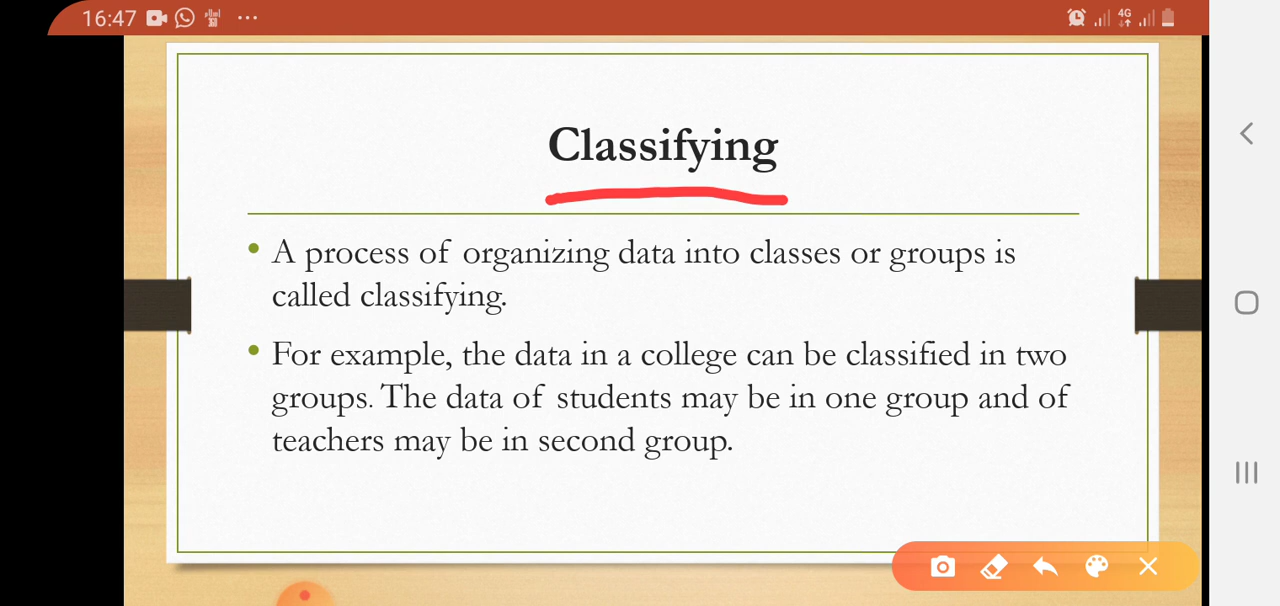 16:47
4G
Classifying
• A process of organizing data into classes or groups is
called classifying.
• For example, the data in a college can be classified in two
groups. The data of students may be in one group and of
teachers may be in second group.